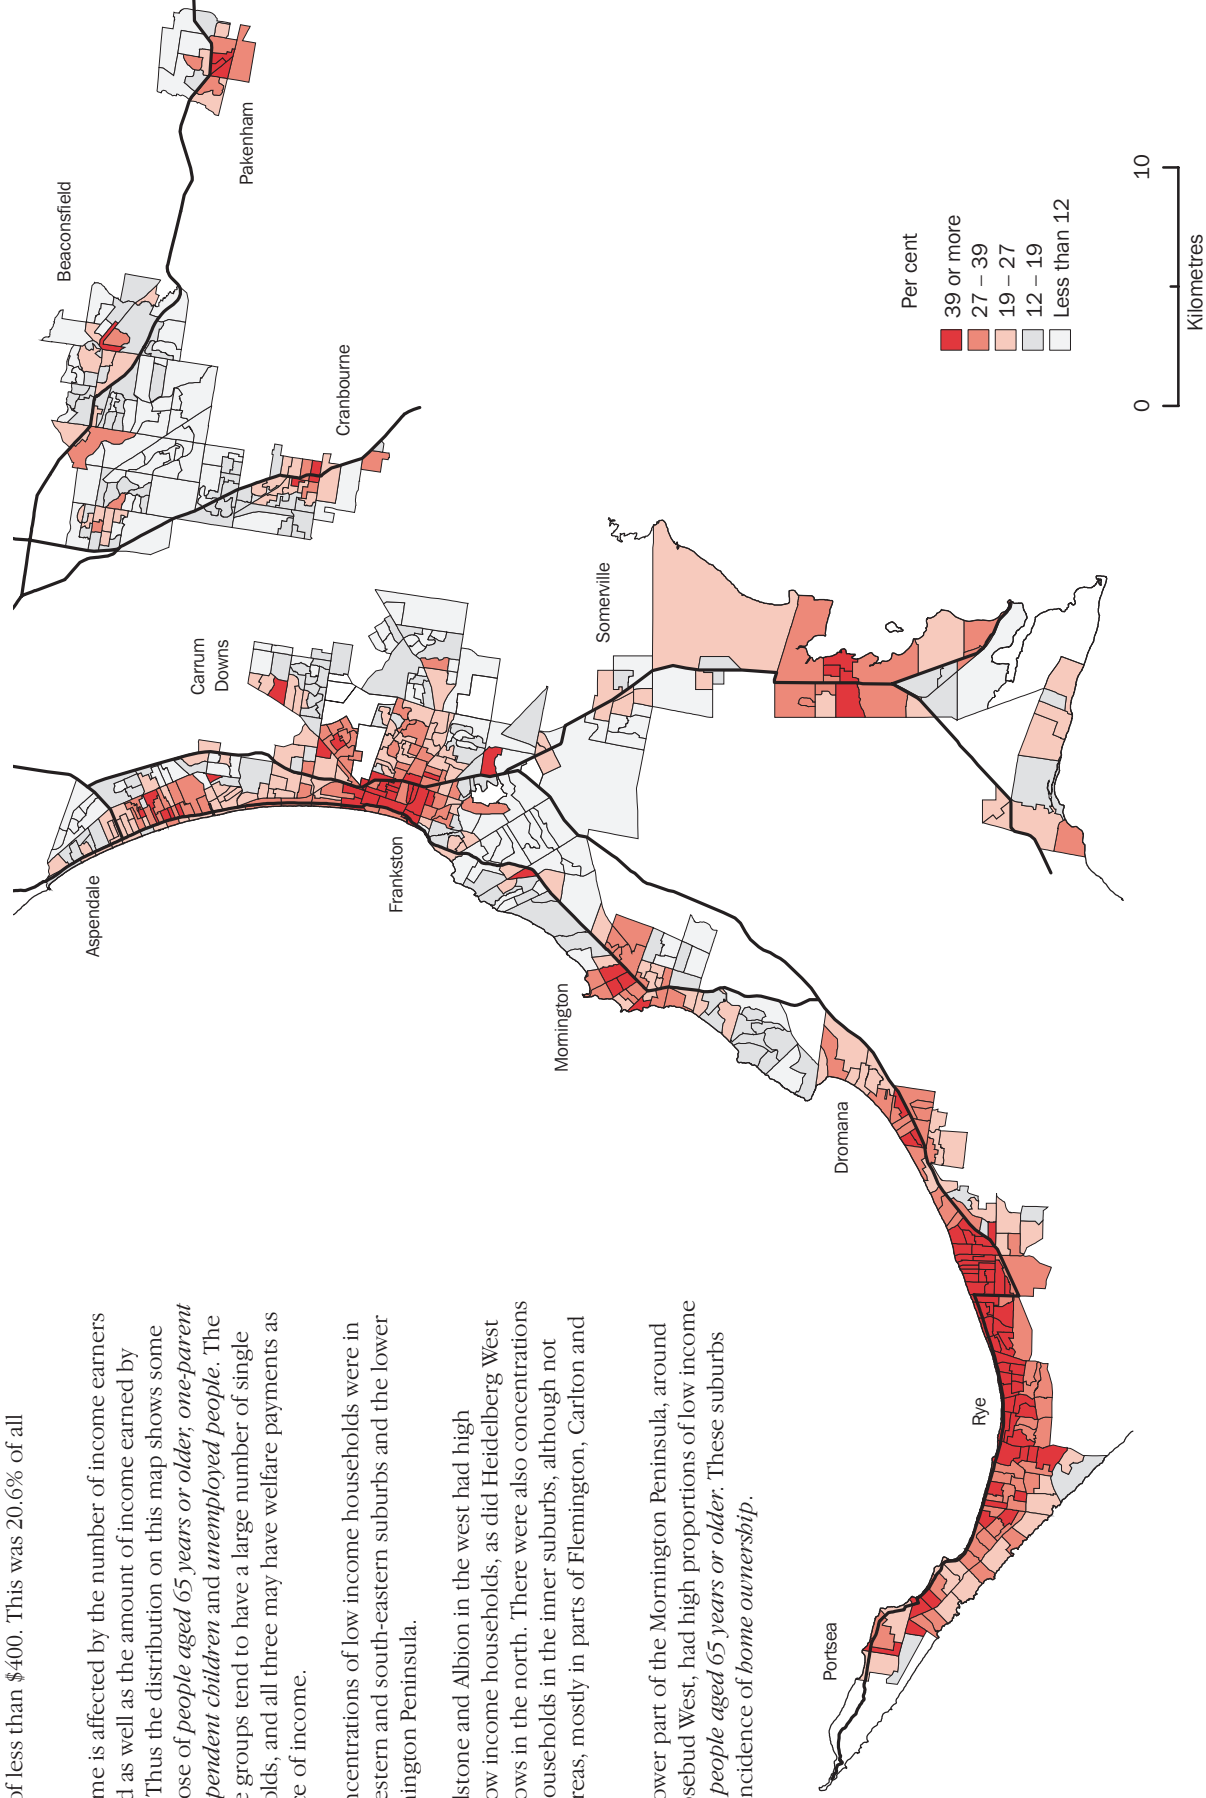 of less than $400. This was 20.6% of all
me is affected by the number of income earners
d as well as the amount of income earned by
Thus the distribution on this map shows some
ose of people aged 65 years or older, one-parent
pendent children and unemployed people. The
e groups tend to have a large number of single
olds, and all three may have welfare payments as
e of income.
ncentrations of low income households were in
estern and south-eastern suburbs and the lower
nington Peninsula.
dstone and Albion in the west had high
ow income households, as did Heidelberg West
ows in the north. There were also concentrations
ouseholds in the inner suburbs, although not
reas, mostly in parts of Flemington, Carlton and
ower part of the Mornington Peninsula, around
sebud West, had high proportions of low income
people aged 65 years or older. These suburbs
ncidence of home ownership.
Pakenham
Beaconsfield
Cranbourne
Carrum
Downs
Somerville
Aspendale
Frankston
Mornington
Dromana
Rye
Portsea
Per cent
39 or more
27 – 39
19 – 27
12 – 19
Less than 12
0
10
Kilometres